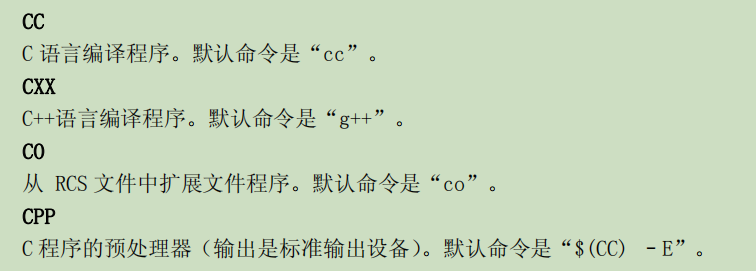 CC
C 语言编译程序。默认命令是“cc”。
CXX
C++语言编译程序。默认命令是“g++”。
CO
从 RCS 文件中扩展文件程序。默认命令是“co”。
CPP
C 程序的预处理器（输出是标准输出设备）。默认命令是“$(CC) –E”。